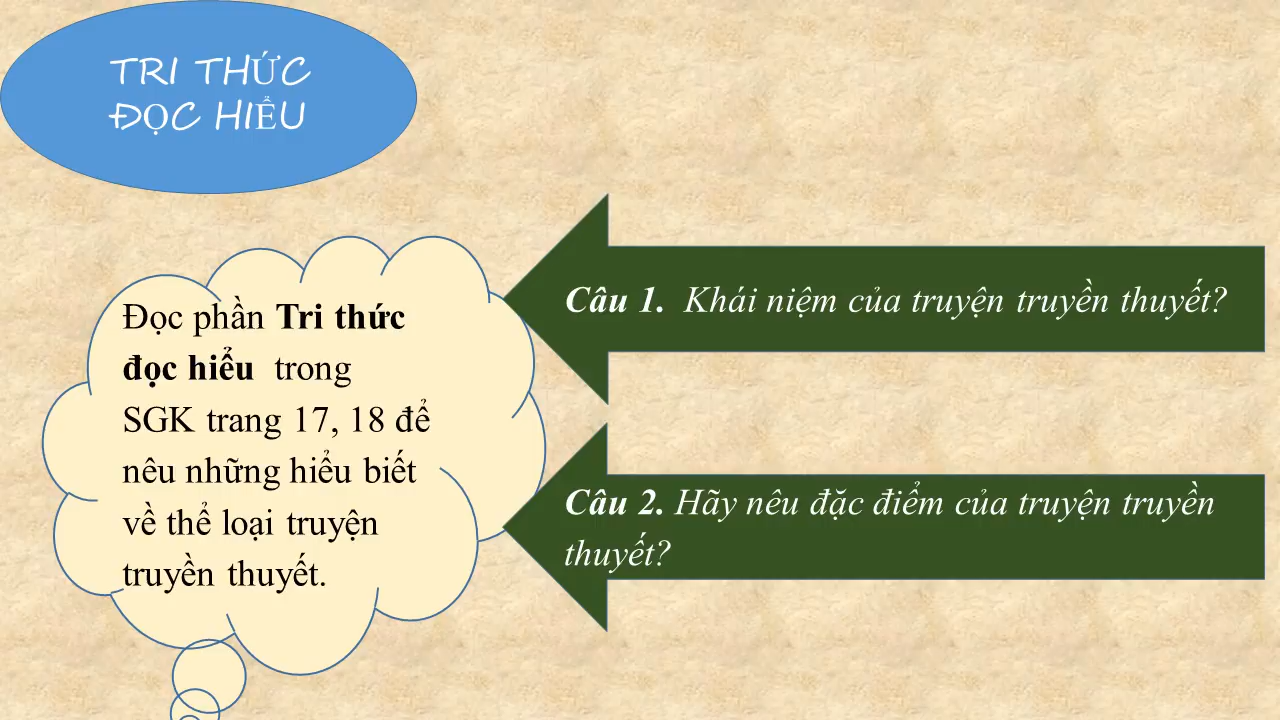 TRI THỨC
ĐỌC HIỂU
Đọc phần Tri thức
đọc hiểu trong
SGK trang 17, 18 để
nêu những hiểu biết
về thể loại truyện
truyền thuyết.
Câu 1. Khái niệm của truyện truyền thuyết?
Câu 2. Hãy nêu đặc điểm của truyện truyền
thuyết?